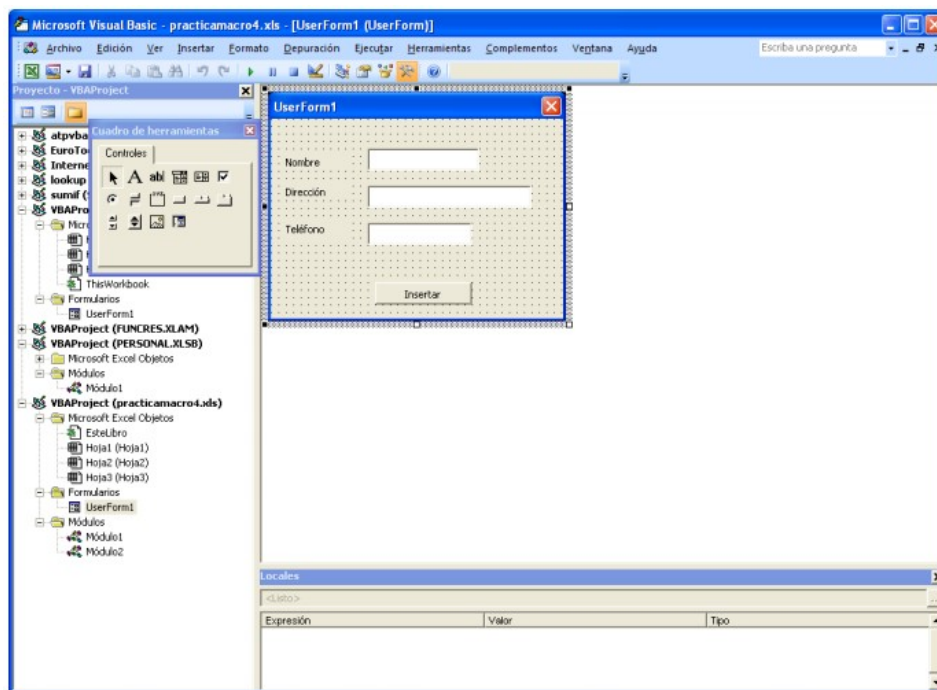 Microsoft Visual Basic - practicamacro4.xls - [UserForm1 (UserForm)]
Archivo Edición Ver Insertar Formato Depuración Ejecutar Herramientas Complementos Ventana Ayuda
Escriba una pregunta
Proyecto - VBAProject
atpvba
EuroToo
Interne
lookup
sumif (
VBAPro
Micr
ThisWorkbook
Formularios
UserForm1
VBAProject (FUNCRES.XLAM)
VBAProject (PERSONAL.XLSB)
Microsoft Excel Objetos
Módulos
Módulo1
VBAProject (practicamacro4.xls)
Microsoft Excel Objetos
EsteLibro
Hoja1 (Hoja1)
Hoja2 (Hoja2)
Hoja3 (Hoja3)
Formularios
UserForm1
Módulos
Módulo1
Módulo2
Cuadro de herramientas
Controles
A abl
UserForm1
Nombre
Dirección
Teléfono
Insertar
Locales
<Listo>
Expresión Valor Tipo